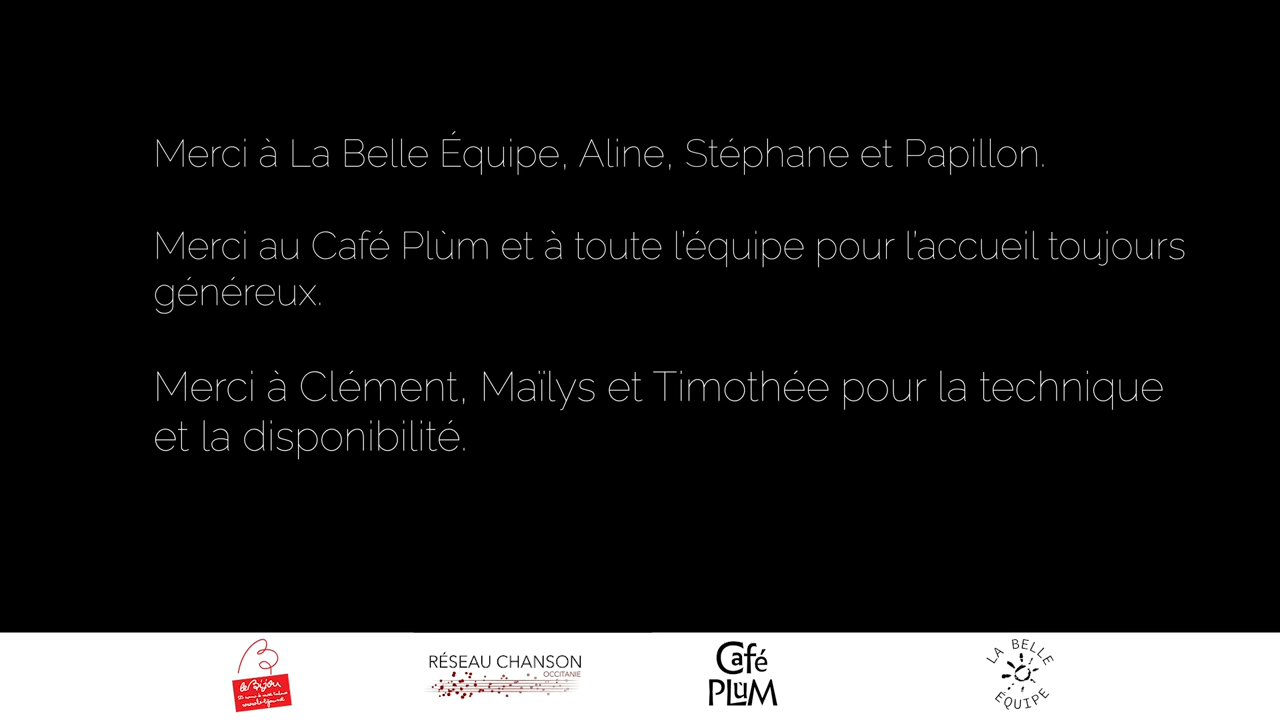 Merci à La Belle Équipe, Aline, Stéphane et Papillon.
Merci au Café Plùm et à toute l'équipe pour l'accueil toujours
généreux.
Merci à Clément, Maïlys et Timothée pour la technique
et la disponibilité.
le Bijou
RÉSEAU CHANSON
OCCITANIE
Café
PLùM
LA BELLE
ÉQUIPE